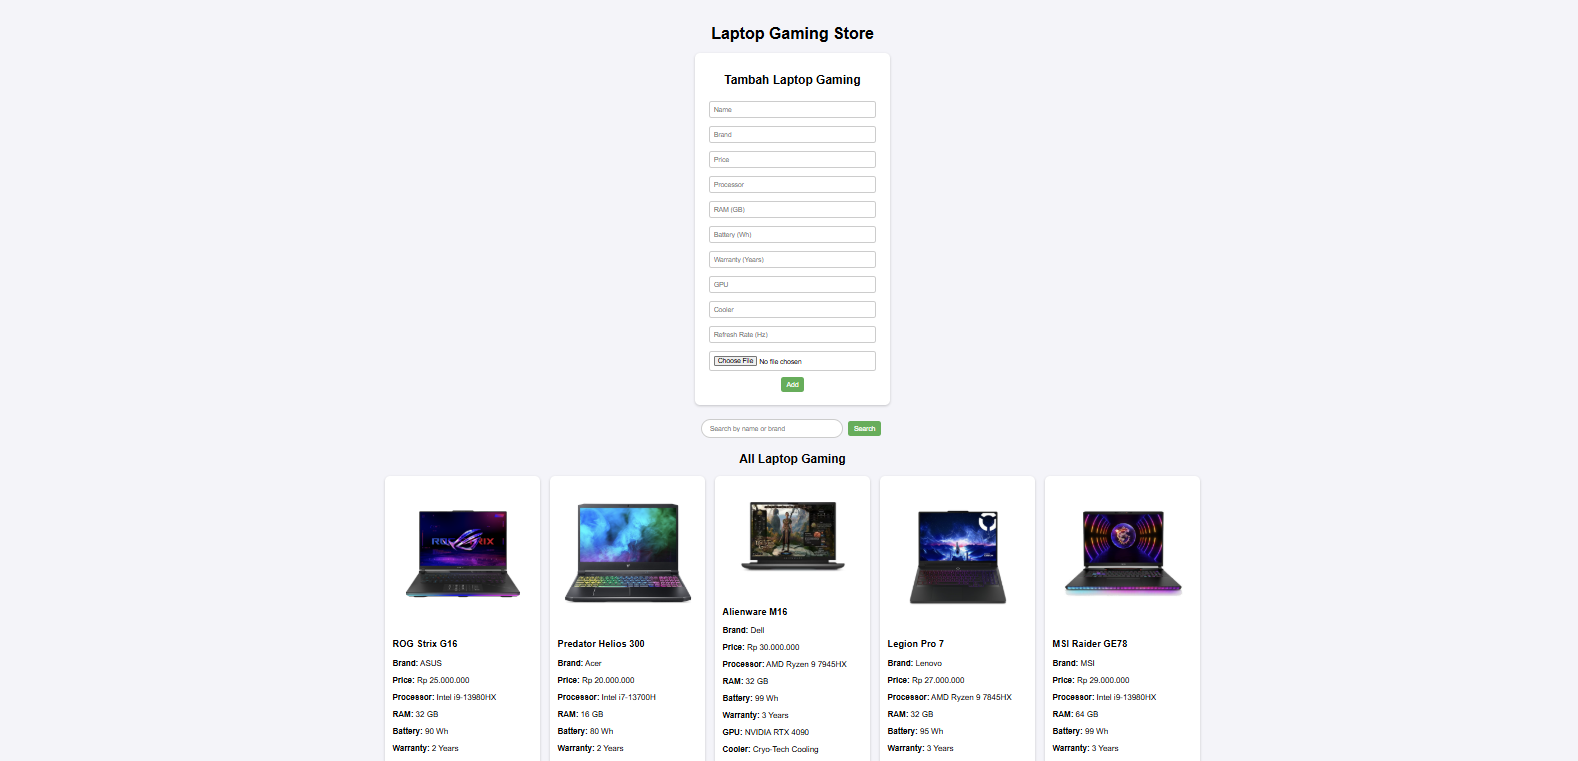 Laptop Gaming Store
Tambah Laptop Gaming
Name
Brand
Price
Processor
RAM (GB)
Battery (Wh)
Warranty (Years)
GPU
Cooler
Refresh Rate (Hz)
Choose File No file chosen
Add
Search by name or brand
Search
All Laptop Gaming
ROG Strix G16
Brand: ASUS
Price: Rp 25.000.000
Processor: Intel i9-13980HX
RAM: 32 GB
Battery: 90 Wh
Warranty: 2 Years
Predator Helios 300
Brand: Acer
Price: Rp 20.000.000
Processor: Intel i7-13700H
RAM: 16 GB
Battery: 80 Wh
Warranty: 2 Years
Alienware M16
Brand: Dell
Price: Rp 30.000.000
Processor: AMD Ryzen 9 7945HX
RAM: 32 GB
Battery: 99 Wh
Warranty: 3 Years
GPU: NVIDIA RTX 4090
Cooler: Cryo-Tech Cooling
Legion Pro 7
Brand: Lenovo
Price: Rp 27.000.000
Processor: AMD Ryzen 9 7845HX
RAM: 32 GB
Battery: 95 Wh
Warranty: 3 Years
MSI Raider GE78
Brand: MSI
Price: Rp 29.000.000
Processor: Intel i9-13980HX
RAM: 64 GB
Battery: 99 Wh
Warranty: 3 Years